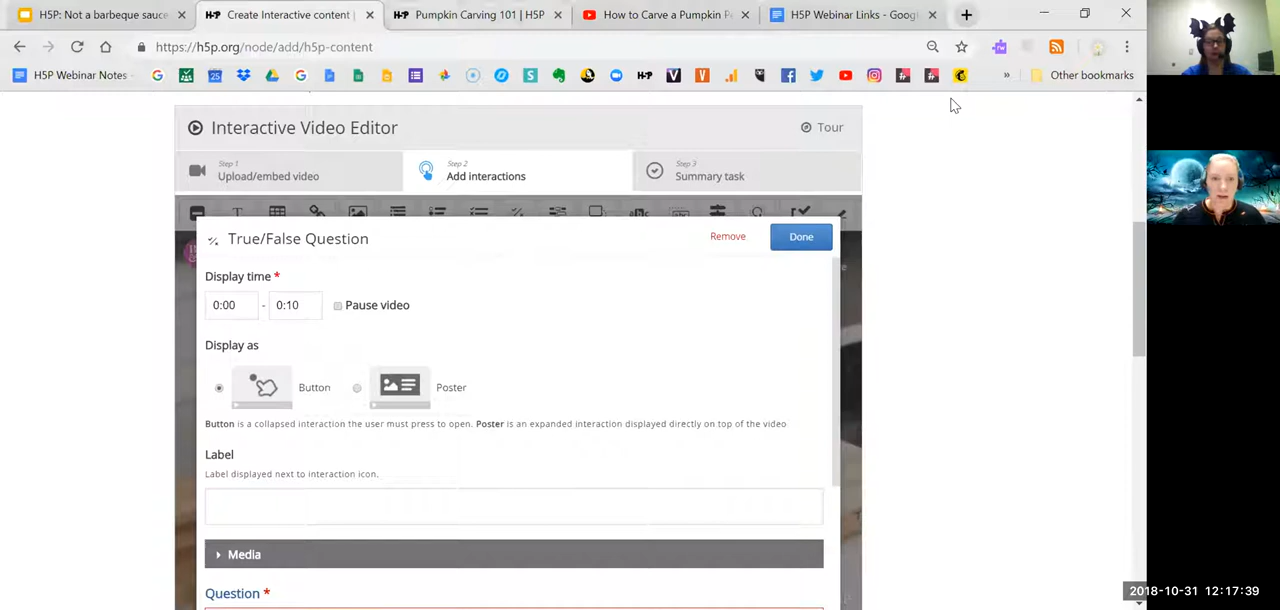 H5P: Not a barbeque sauce
Create Interactive content |
Pumpkin Carving 101 | H5P
How to Carve a Pumpkin P
H5P Webinar Links - Goog
https://h5p.org/node/add/h5p-content
H5P Webinar Notes
Other bookmarks
Interactive Video Editor
Tour
Step 1
Upload/embed video
Step 2
Add interactions
Step 3
Summary task
True/False Question
Remove
Done
Display time *
0:00 - 0:10
Pause video
Display as
Button
Poster
Button is a collapsed interaction the user must press to open. Poster is an expanded interaction displayed directly on top of the video
Label
Label displayed next to interaction icon.
Media
Question *
2018-10-31 12:17:39